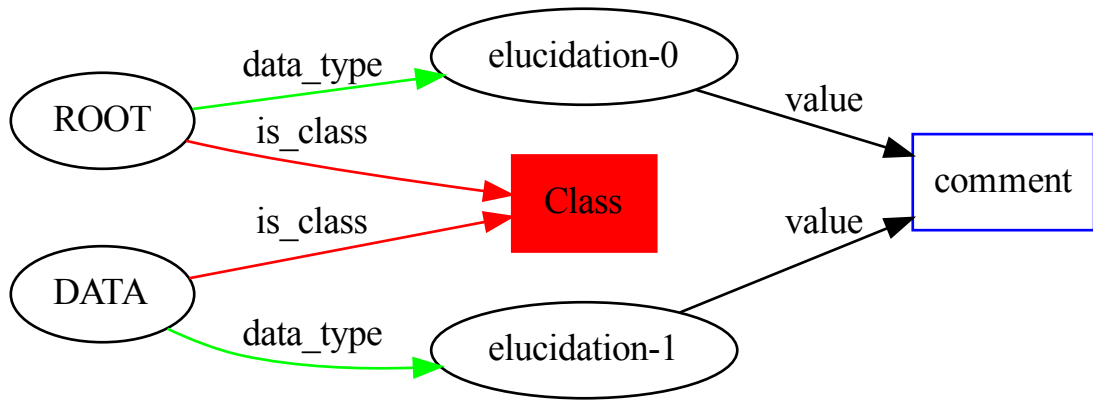 elucidation-0
data_type
value
ROOT
is_class
comment
Class
is_class
value
DATA
data_type
elucidation-1